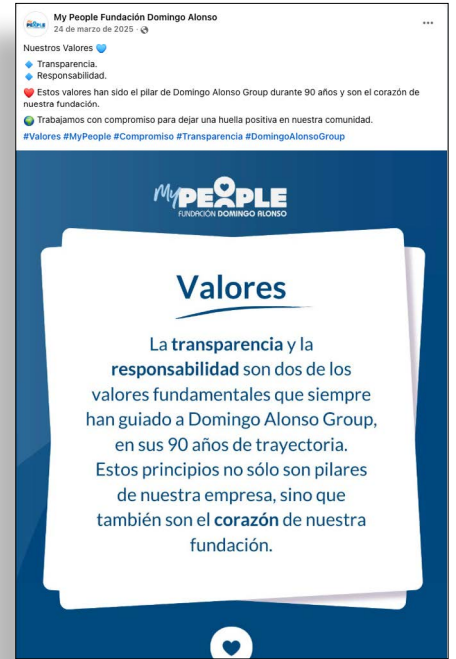 My People Fundación Domingo Alonso
24 de marzo de 2025 ·
Nuestros Valores 💙
🔹 Transparencia.
🔹 Responsabilidad.
❤️ Estos valores han sido el pilar de Domingo Alonso Group durante 90 años y son el corazón de
nuestra fundación.
🌍 Trabajamos con compromiso para dejar una huella positiva en nuestra comunidad.
#Valores #MyPeople #Compromiso #Transparencia #DomingoAlonsoGroup
My PEOPLE
FUNDACIÓN DOMINGO ALONSO
Valores
La transparencia y la
responsabilidad son dos de los
valores fundamentales que siempre
han guiado a Domingo Alonso Group,
en sus 90 años de trayectoria.
Estos principios no sólo son pilares
de nuestra empresa, sino que
también son el corazón de nuestra
fundación.